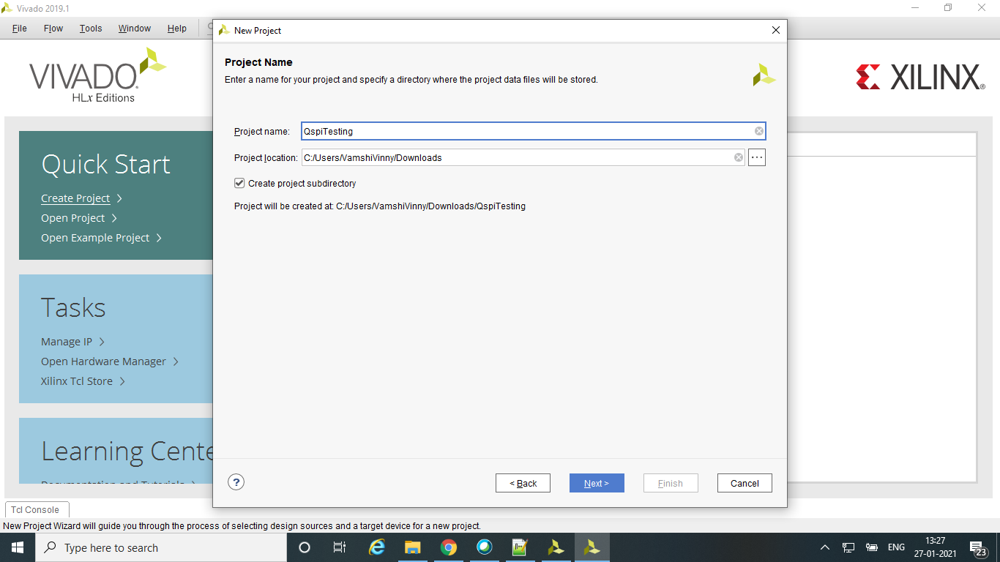 Vivado 2019.1
File Flow Tools Window Help
VIVADO
HLx Editions
XILINX
Quick Start
Create Project
Open Project
Open Example Project
Tasks
Manage IP
Open Hardware Manager
Xilinx Tcl Store
Learning Cente
Documentation and Tutorials
New Project
Project Name
Enter a name for your project and specify a directory where the project data files will be stored.
Project name: QspiTesting
Project location: C:/Users/VamshiVinny/Downloads
Create project subdirectory
Project will be created at: C:/Users/VamshiVinny/Downloads/QspiTesting
?
< Back Next > Finish Cancel
Tcl Console
New Project Wizard will guide you through the process of selecting design sources and a target device for a new project.
Type here to search
ENG
13:27
27-01-2021
23